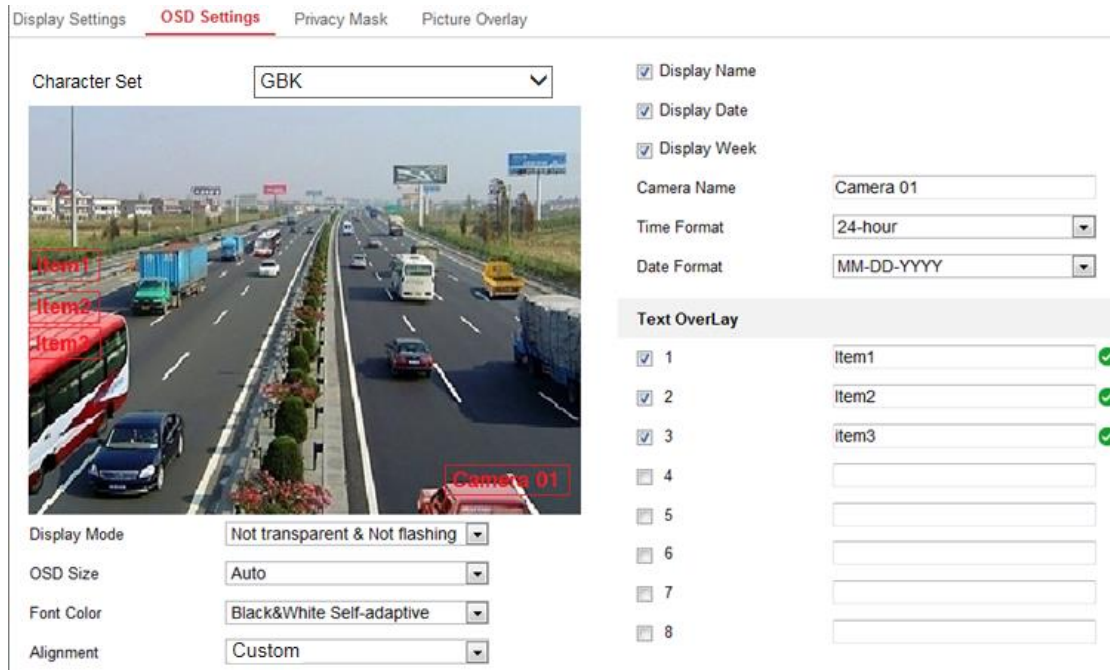 Display Settings OSD Settings Privacy Mask Picture Overlay
Character Set GBK
Item1
Item2
Item3
Camera 01
Display Mode Not transparent & Not flashing
OSD Size Auto
Font Color Black&White Self-adaptive
Alignment Custom
Display Name
Display Date
Display Week
Camera Name Camera 01
Time Format 24-hour
Date Format MM-DD-YYYY
Text OverLay
1 Item1
2 Item2
3 item3
4
5
6
7
8